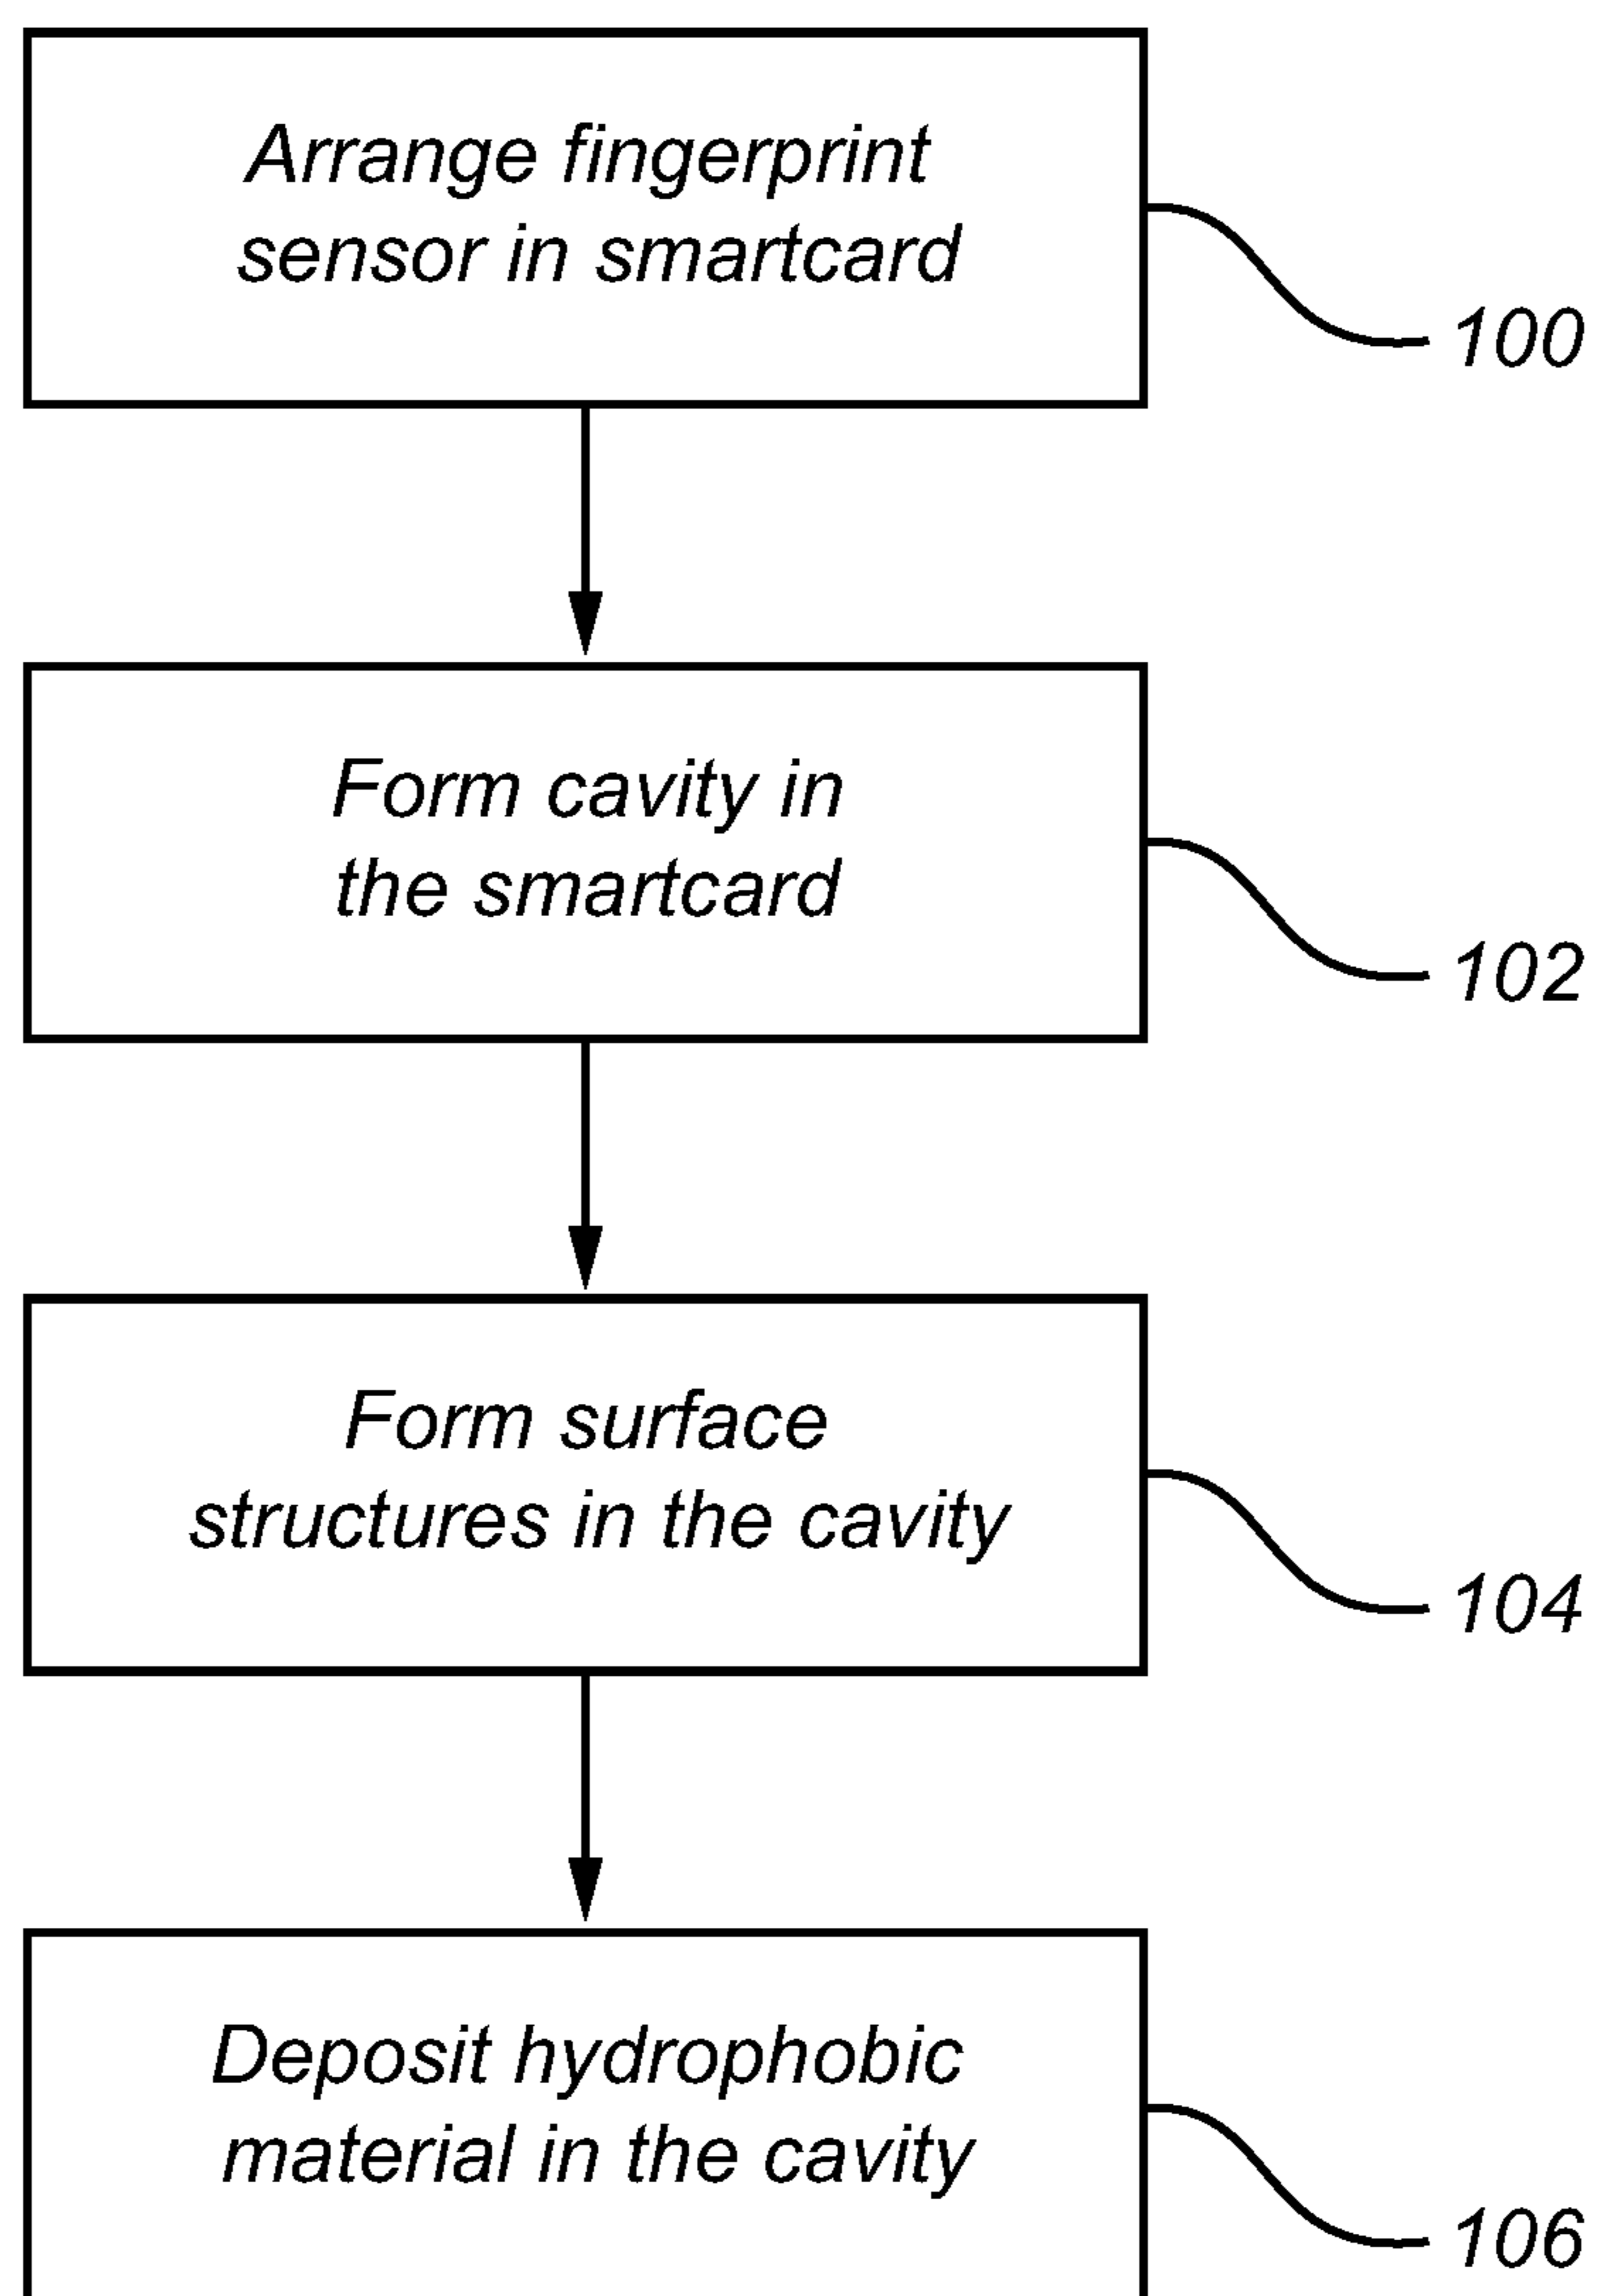 Arrange fingerprint
sensor in smartcard
100
Form cavity in
the smartcard
102
Form surface
structures in the cavity
104
Deposit hydrophobic
material in the cavity
106